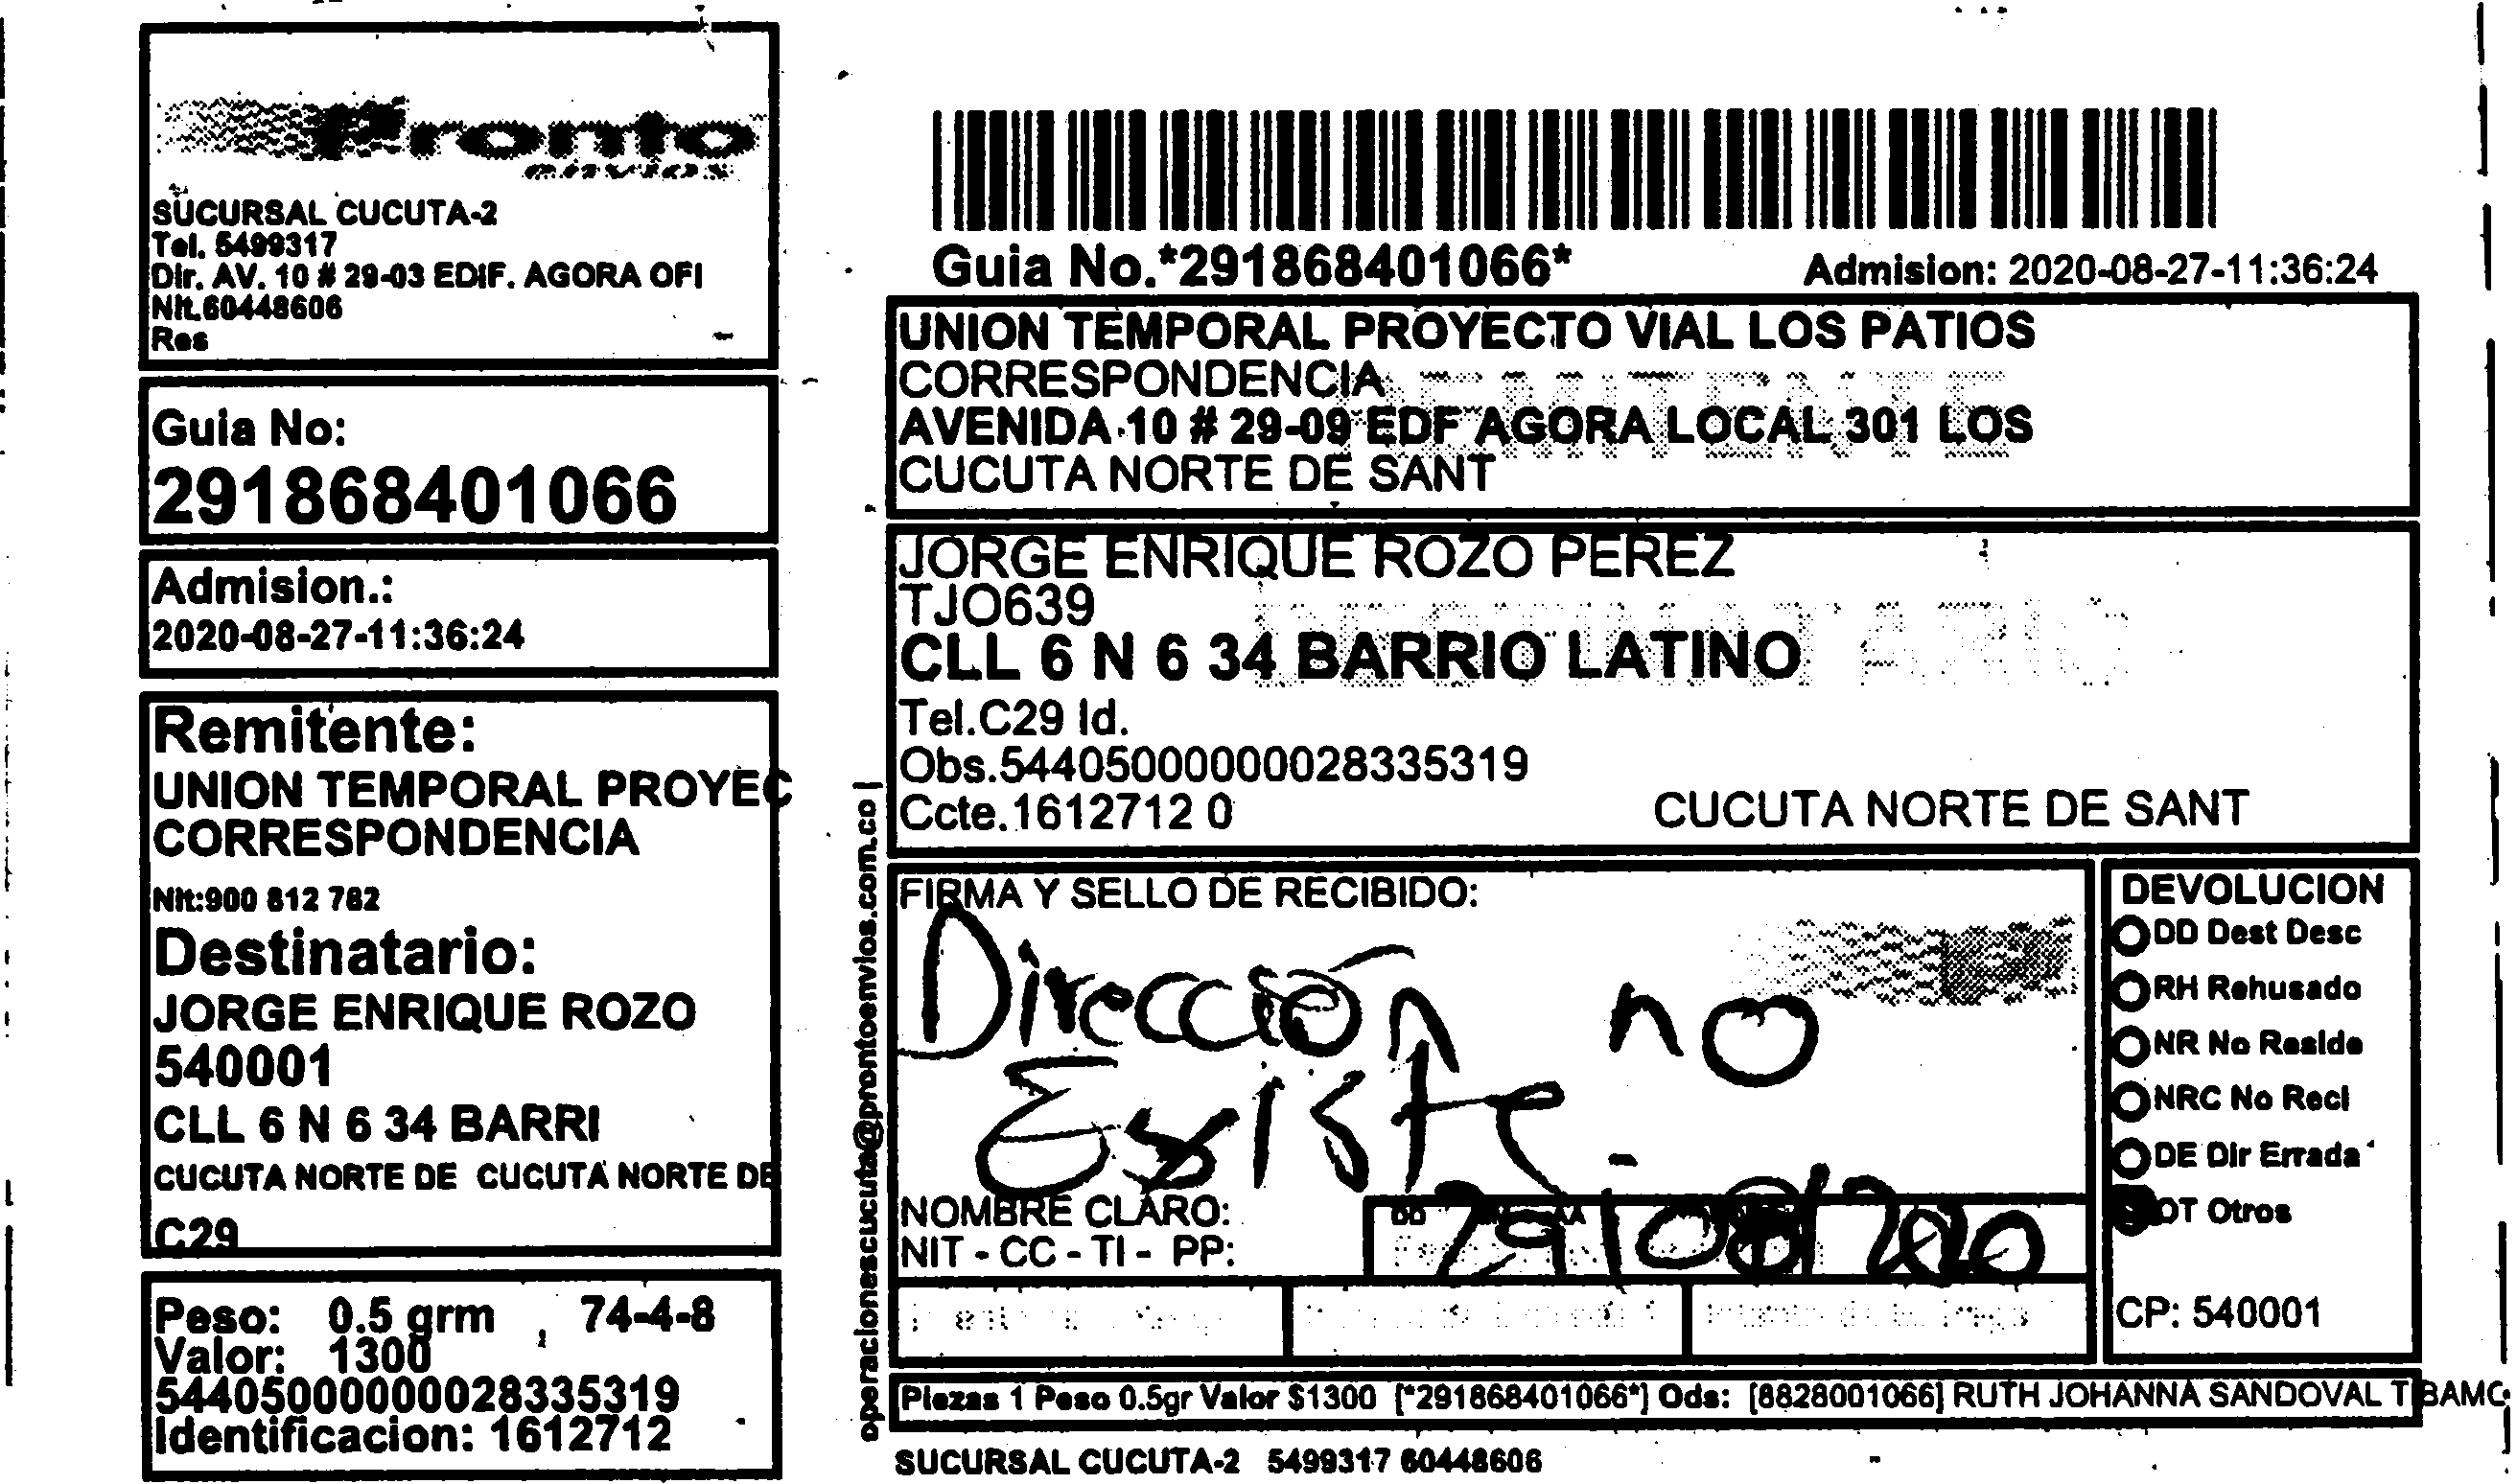 Pronto
envios
SUCURSAL CUCUTA-2
Tel. 5499317
Dir. AV. 10 # 29-03 EDIF. AGORA OFI
Nit.60448606
Res
Guia No:
291868401066
Admision.:
2020-08-27-11:36:24
Remitente:
UNION TEMPORAL PROYEC
CORRESPONDENCIA
Nit:900 812 782
Destinatario:
JORGE ENRIQUE ROZO
540001
CLL 6 N 6 34 BARRI
CUCUTA NORTE DE CUCUTA NORTE DE
C29
Peso: 0.5 grm 74-4-8
Valor: 1300
544050000000028335319
Identificacion: 1612712
operacionescucuta@prontoenvios.com.co |
Guia No.*291868401066* Admision: 2020-08-27-11:36:24
UNION TEMPORAL PROYECTO VIAL LOS PATIOS
CORRESPONDENCIA
REMITENTE
AVENIDA 10 # 29-09 EDF AGORA LOCAL 301 LOS
CUCUTA NORTE DE SANT
JORGE ENRIQUE ROZO PEREZ
TJO639
DESTINATARIO
CLL 6 N 6 34 BARRIO LATINO
Tel.C29 Id.
Obs.544050000000028335319
Ccte.1612712 0 CUCUTA NORTE DE SANT
FIRMA Y SELLO DE RECIBIDO:
Dirección no
Existe -
NOMBRE CLARO:
NIT - CC - TI - PP:
DD
29/08/2020
DEVOLUCION
DD Dest Desc
RH Rehusado
NR No Reside
NRC No Recl
DE Dir Errada
OT Otros
CP: 540001
Piezas 1 Peso 0.5gr Valor $1300 [*291868401066*] Ods: [8828001066] RUTH JOHANNA SANDOVAL TIBAMO
SUCURSAL CUCUTA-2 5499317 60448606